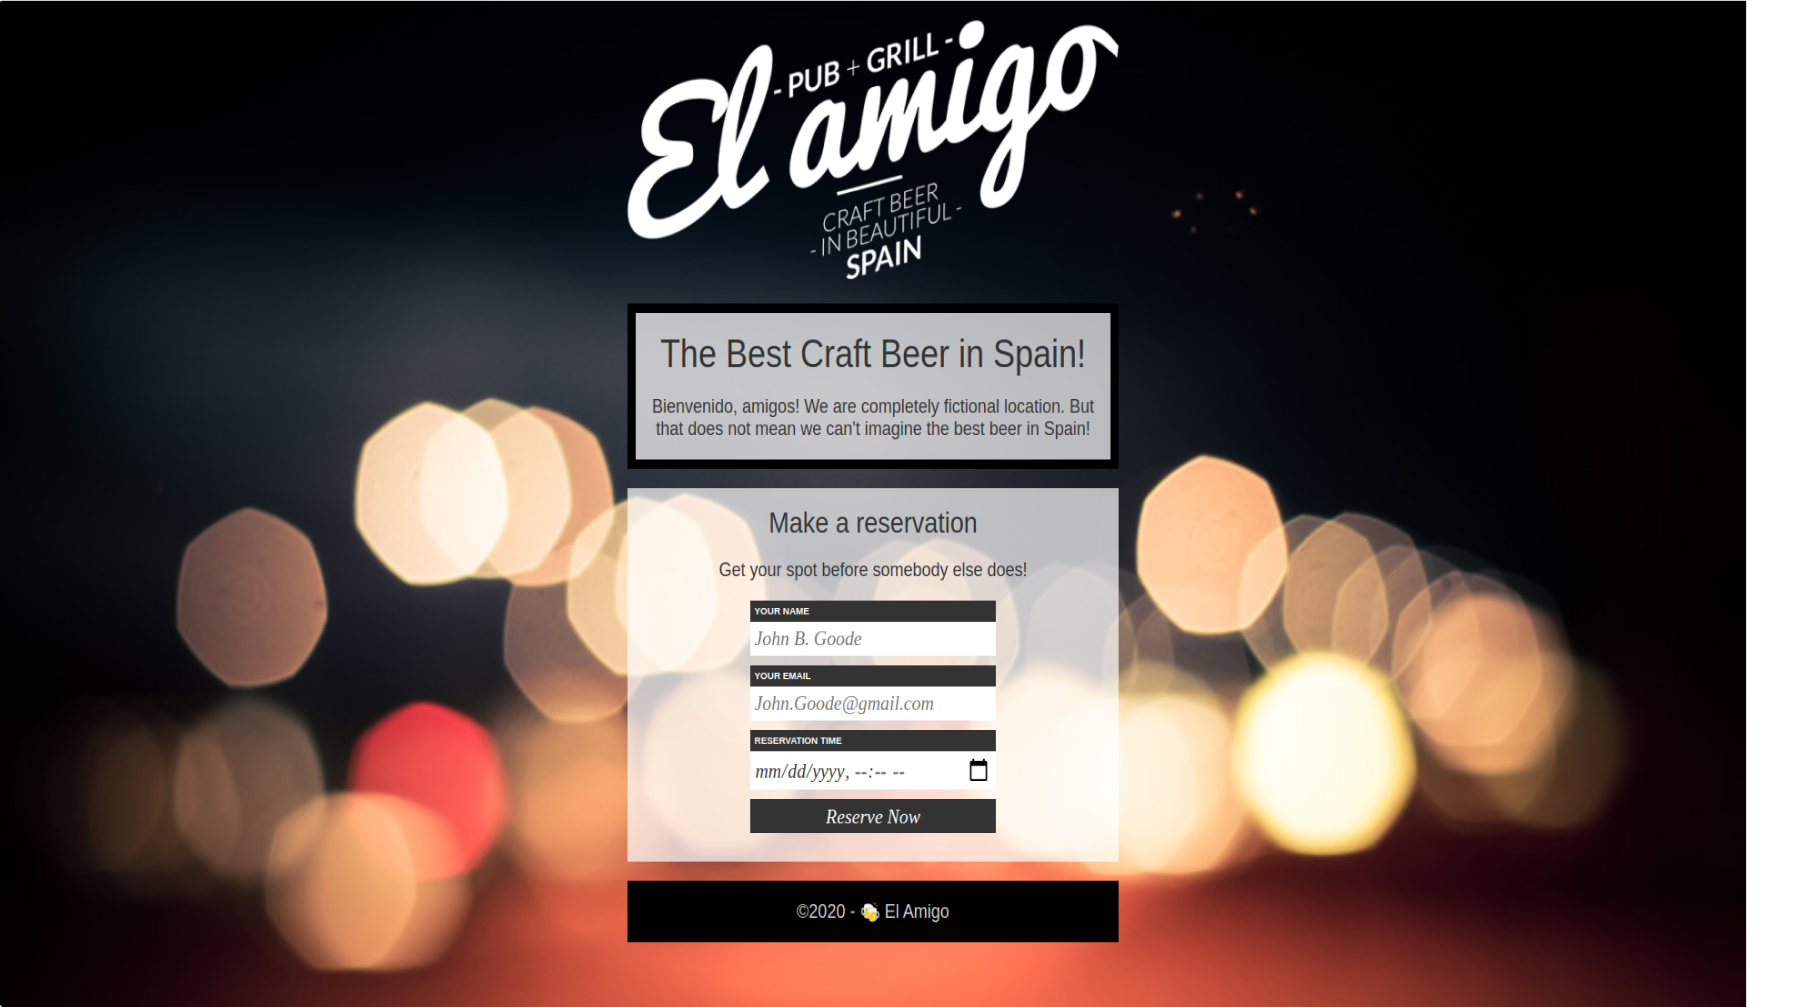 - PUB + GRILL -
El amigo
CRAFT BEER
- IN BEAUTIFUL -
SPAIN
The Best Craft Beer in Spain!
Bienvenido, amigos! We are completely fictional location. But
that does not mean we can't imagine the best beer in Spain!
Make a reservation
Get your spot before somebody else does!
YOUR NAME
John B. Goode
YOUR EMAIL
John.Goode@gmail.com
RESERVATION TIME
mm/dd/yyyy, --:-- --
Reserve Now
©2020 - 🍻 El Amigo